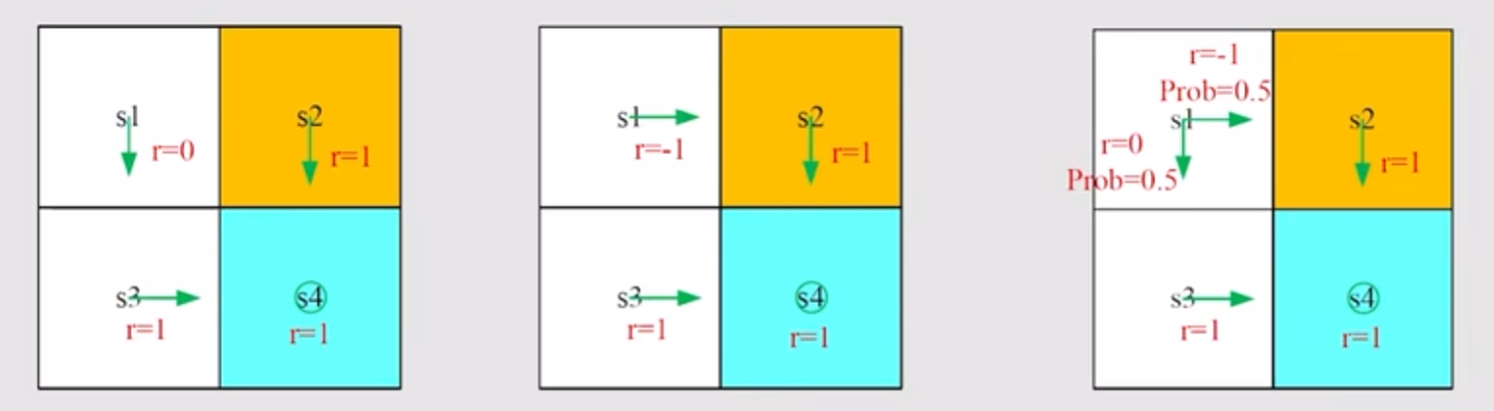 s1
s2
r=0
r=1
s3
s4
r=1
r=1
s1
s2
r=-1
r=1
s3
s4
r=1
r=1
r=-1
Prob=0.5
s1
s2
r=0
r=1
Prob=0.5
s3
s4
r=1
r=1